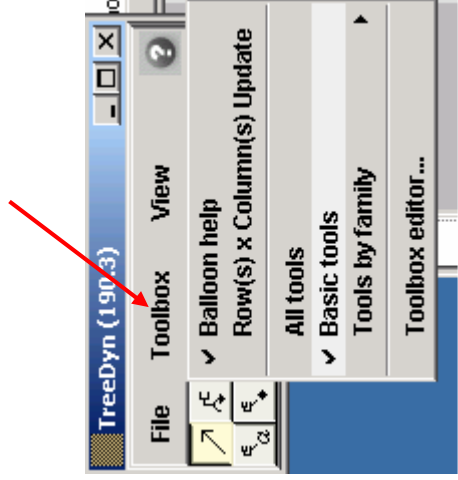 TreeDyn (190.3)
File Toolbox View ?
✓ Balloon help
Row(s) x Column(s) Update
All tools
✓ Basic tools
Tools by family
Toolbox editor...